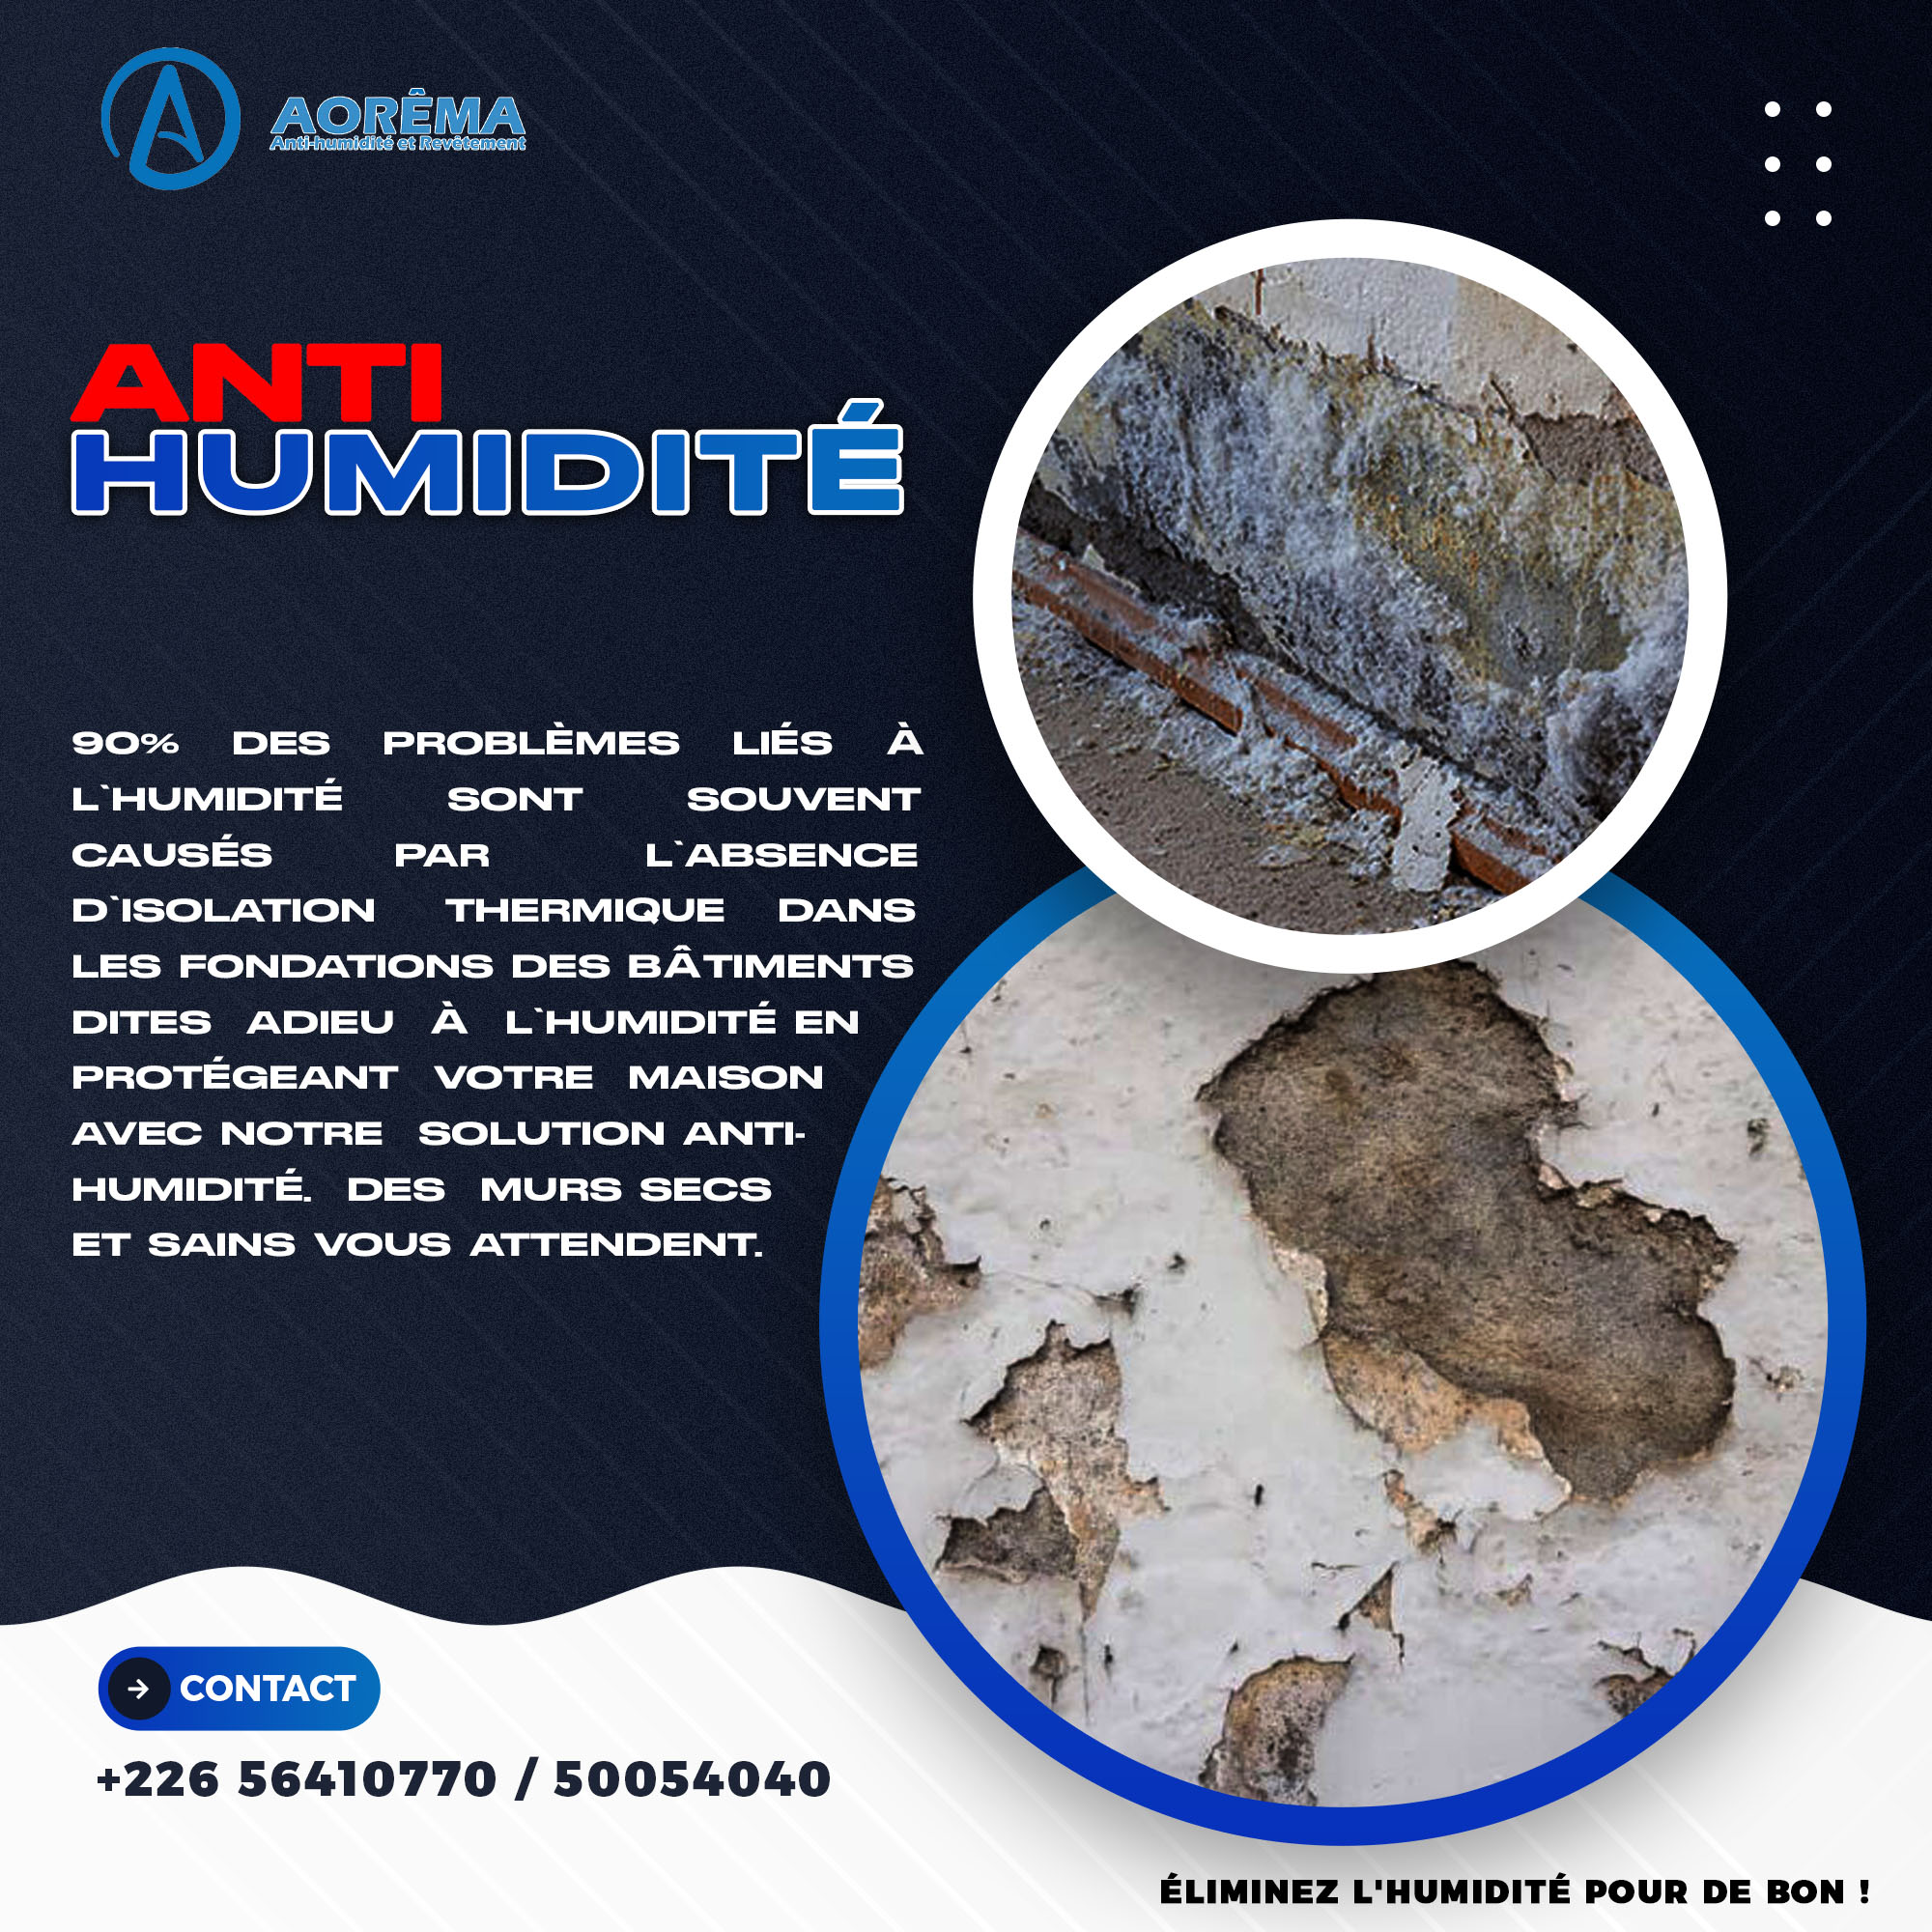 AORÊMA
Anti-humidité et Revêtement
ANTI
HUMIDITÉ
90% DES PROBLÈMES LIÉS À
L`HUMIDITÉ SONT SOUVENT
CAUSÉS PAR L`ABSENCE
D`ISOLATION THERMIQUE DANS
LES FONDATIONS DES BÂTIMENTS
DITES ADIEU À L`HUMIDITÉ EN
PROTÉGEANT VOTRE MAISON
AVEC NOTRE SOLUTION ANTI-
HUMIDITÉ. DES MURS SECS
ET SAINS VOUS ATTENDENT.
CONTACT
+226 56410770 / 50054040
ÉLIMINEZ L'HUMIDITÉ POUR DE BON !